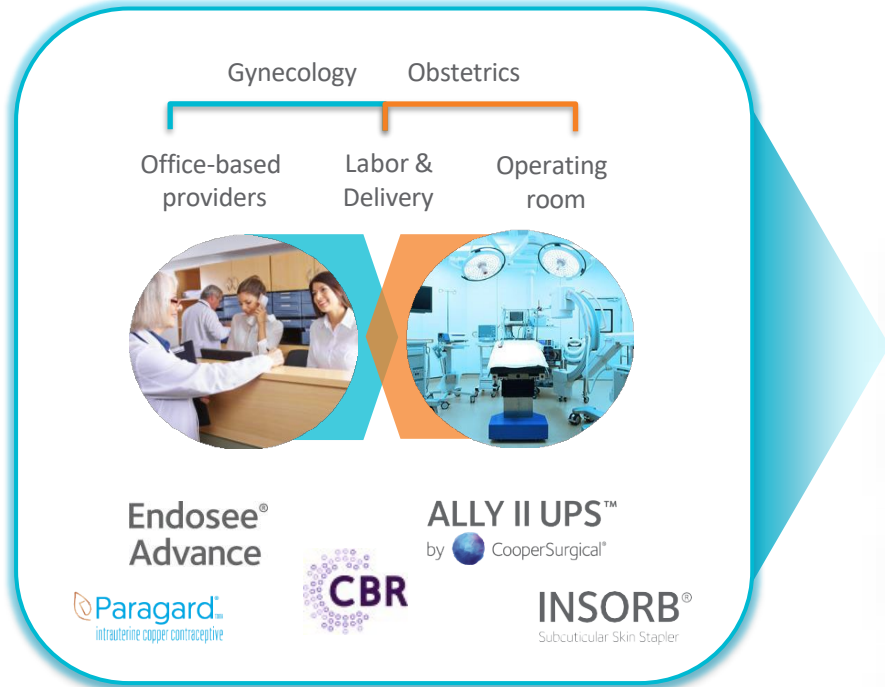 Gynecology Obstetrics
Office-based
providers
Labor &
Delivery
Operating
room
Endosee®
Advance
ALLY II UPS™
by CooperSurgical®
CBR
Paragard®
intrauterine copper contraceptive
INSORB®
Subcuticular Skin Stapler